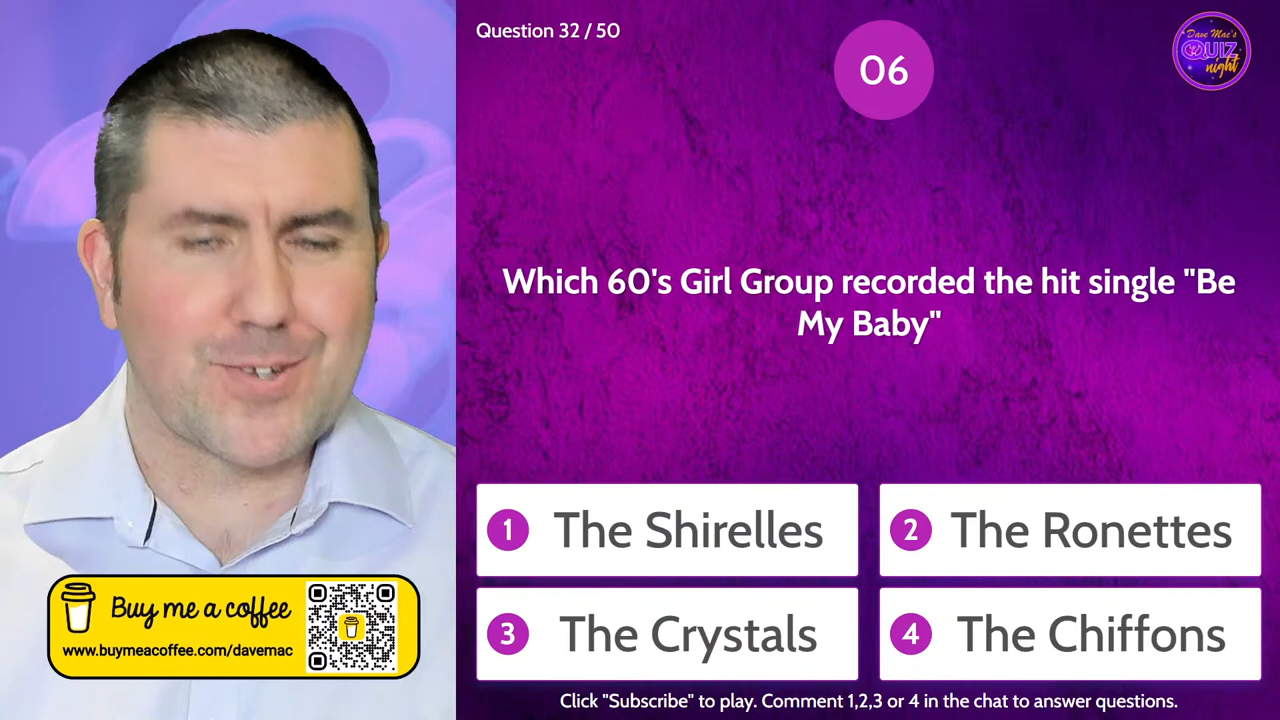 Question 32 / 50
06
Dave Mac's
QUIZ
night
Which 60's Girl Group recorded the hit single "Be
My Baby"
1 The Shirelles
2 The Ronettes
3 The Crystals
4 The Chiffons
Buy me a coffee
www.buymeacoffee.com/davemac
Click "Subscribe" to play. Comment 1,2,3 or 4 in the chat to answer questions.